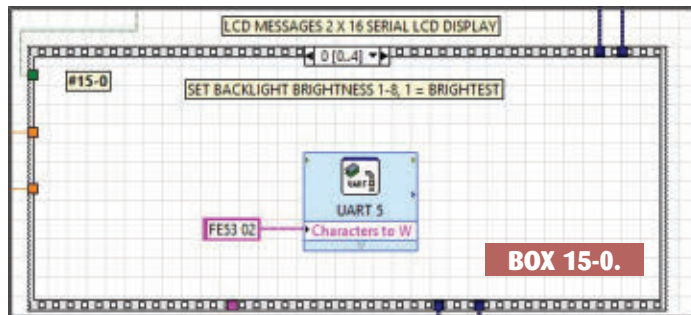 LCD MESSAGES 2 X 16 SERIAL LCD DISPLAY
0 [0..4]
#15-0
SET BACKLIGHT BRIGHTNESS 1-8, 1 = BRIGHTEST
UART
UART 5
FE53 02
Characters to W
BOX 15-0.